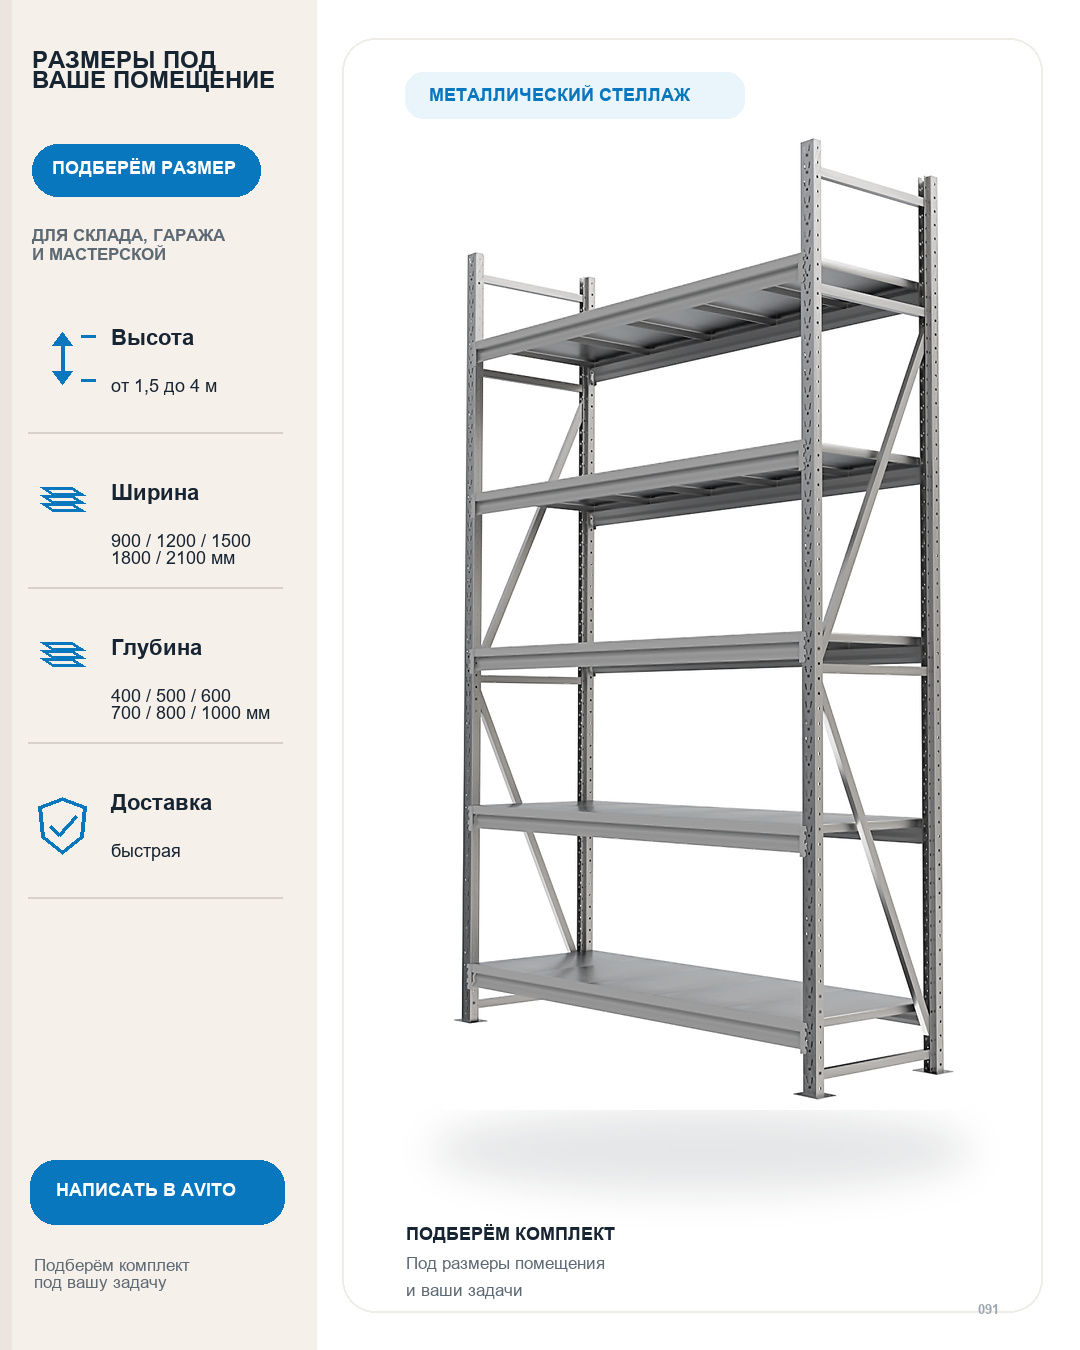 РАЗМЕРЫ ПОД
ВАШЕ ПОМЕЩЕНИЕ
ПОДБЕРЁМ РАЗМЕР
ДЛЯ СКЛАДА, ГАРАЖА
И МАСТЕРСКОЙ
Высота
от 1,5 до 4 м
Ширина
900 / 1200 / 1500
1800 / 2100 мм
Глубина
400 / 500 / 600
700 / 800 / 1000 мм
Доставка
быстрая
НАПИСАТЬ В AVITO
Подберём комплект
под вашу задачу
МЕТАЛЛИЧЕСКИЙ СТЕЛЛАЖ
ПОДБЕРЁМ КОМПЛЕКТ
Под размеры помещения
и ваши задачи
091